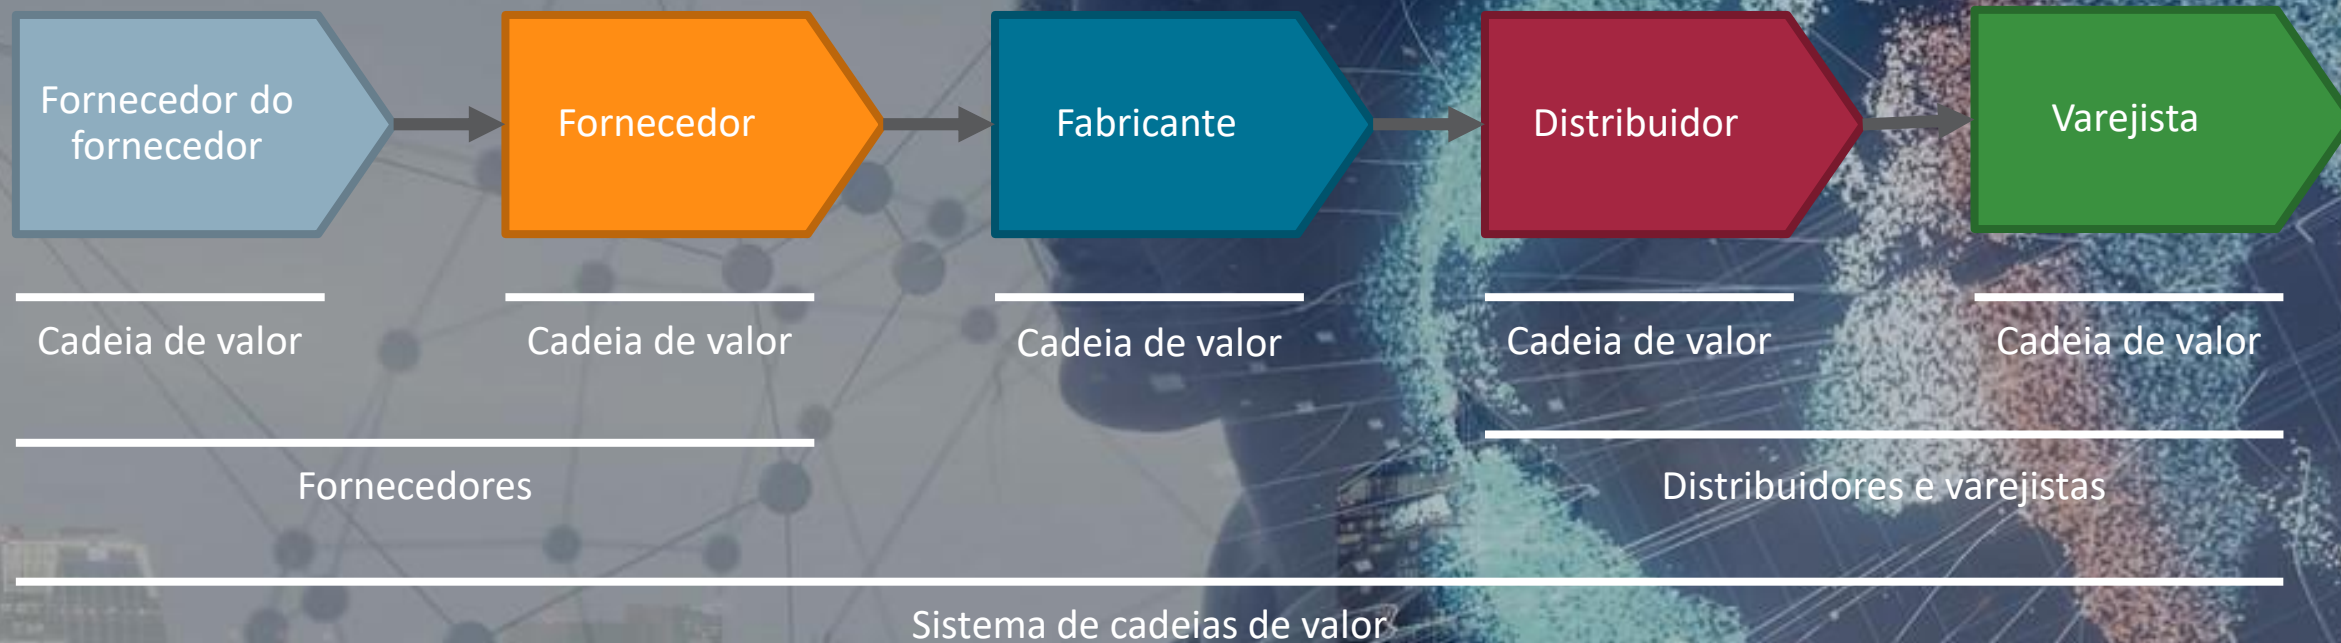 Fornecedor do
fornecedor
Fornecedor
Fabricante
Distribuidor
Varejista
Cadeia de valor
Cadeia de valor
Cadeia de valor
Cadeia de valor
Cadeia de valor
Fornecedores
Distribuidores e varejistas
Sistema de cadeias de valor